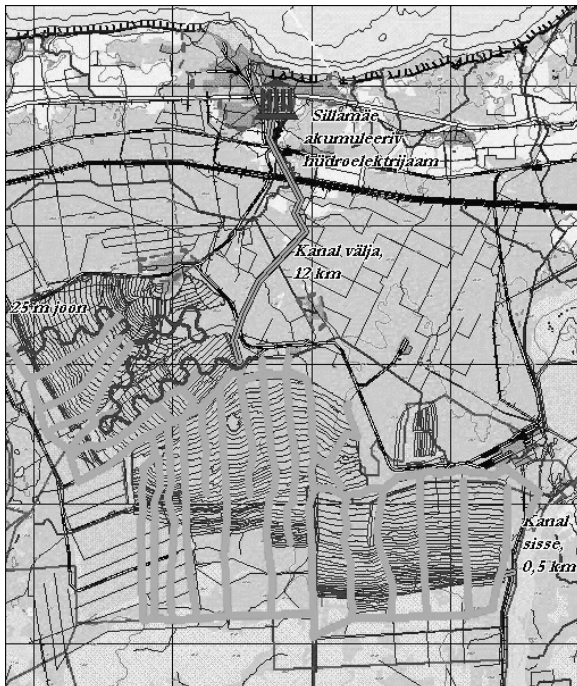 Sillamäe
akumuleeriv
hüdroelektrijaam
Kanal välja,
12 km
25 m joon
Kanal
sisse,
0,5 km